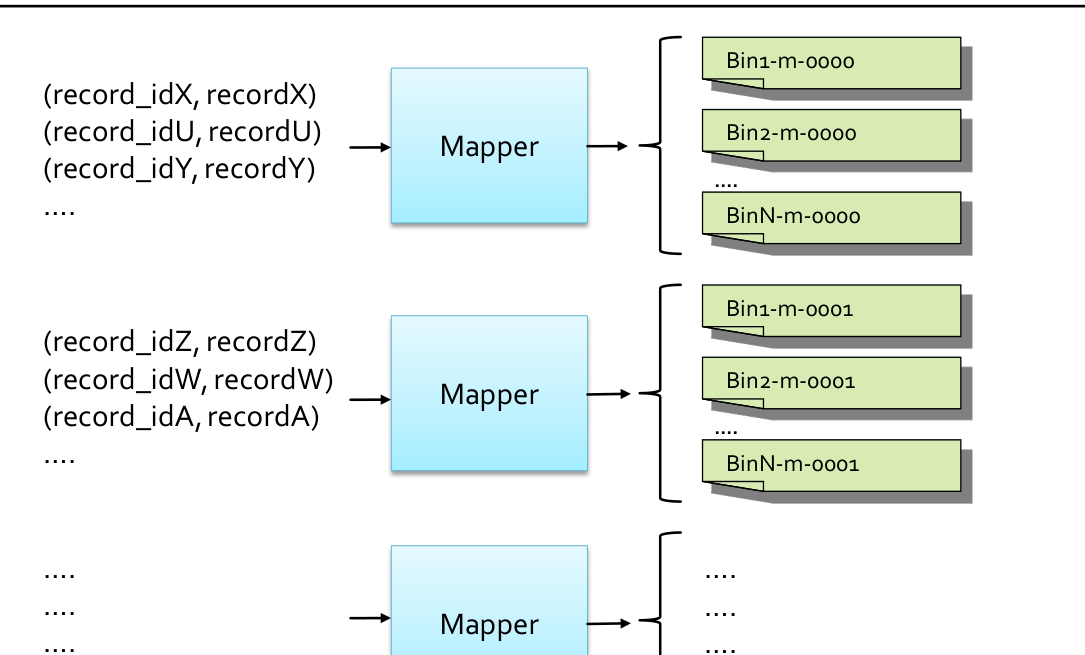 (record_idX, recordX)
(record_idU, recordU)
(record_idY, recordY)
....
Mapper
Bin1-m-0000
Bin2-m-0000
....
BinN-m-0000
(record_idZ, recordZ)
(record_idW, recordW)
(record_idA, recordA)
....
Mapper
Bin1-m-0001
Bin2-m-0001
....
BinN-m-0001
....
....
....
Mapper
....
....
....